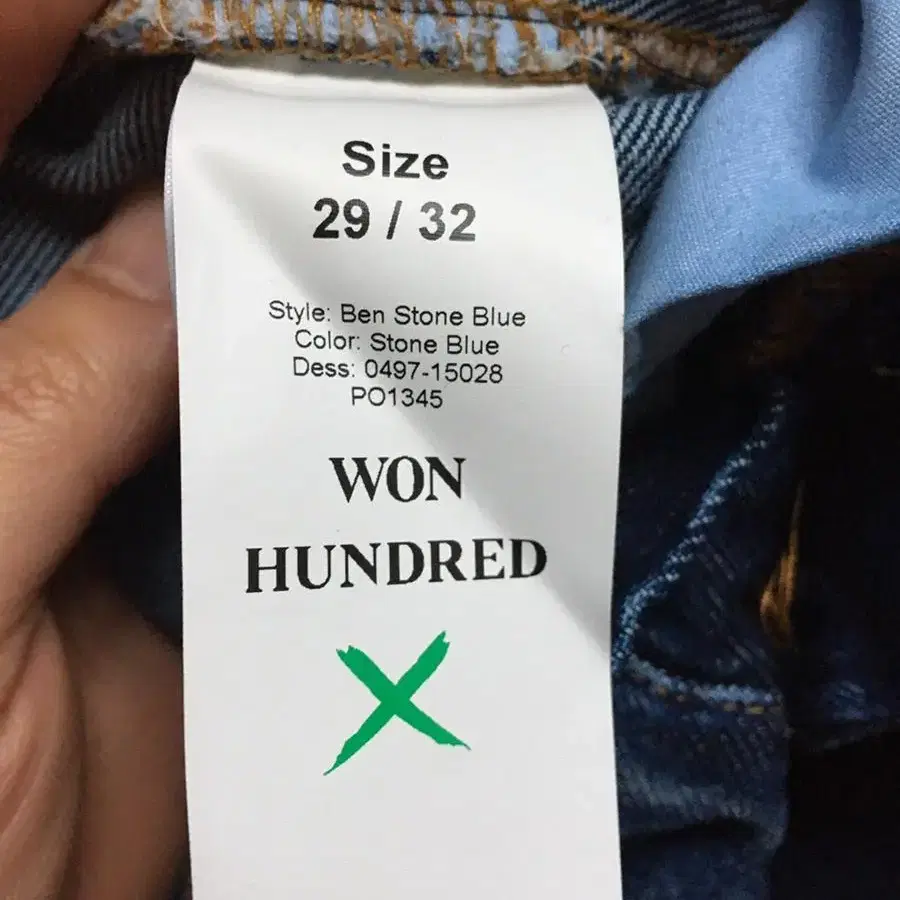 Size
29 / 32
Style: Ben Stone Blue
Color: Stone Blue
Dess: 0497-15028
PO1345
WON
HUNDRED